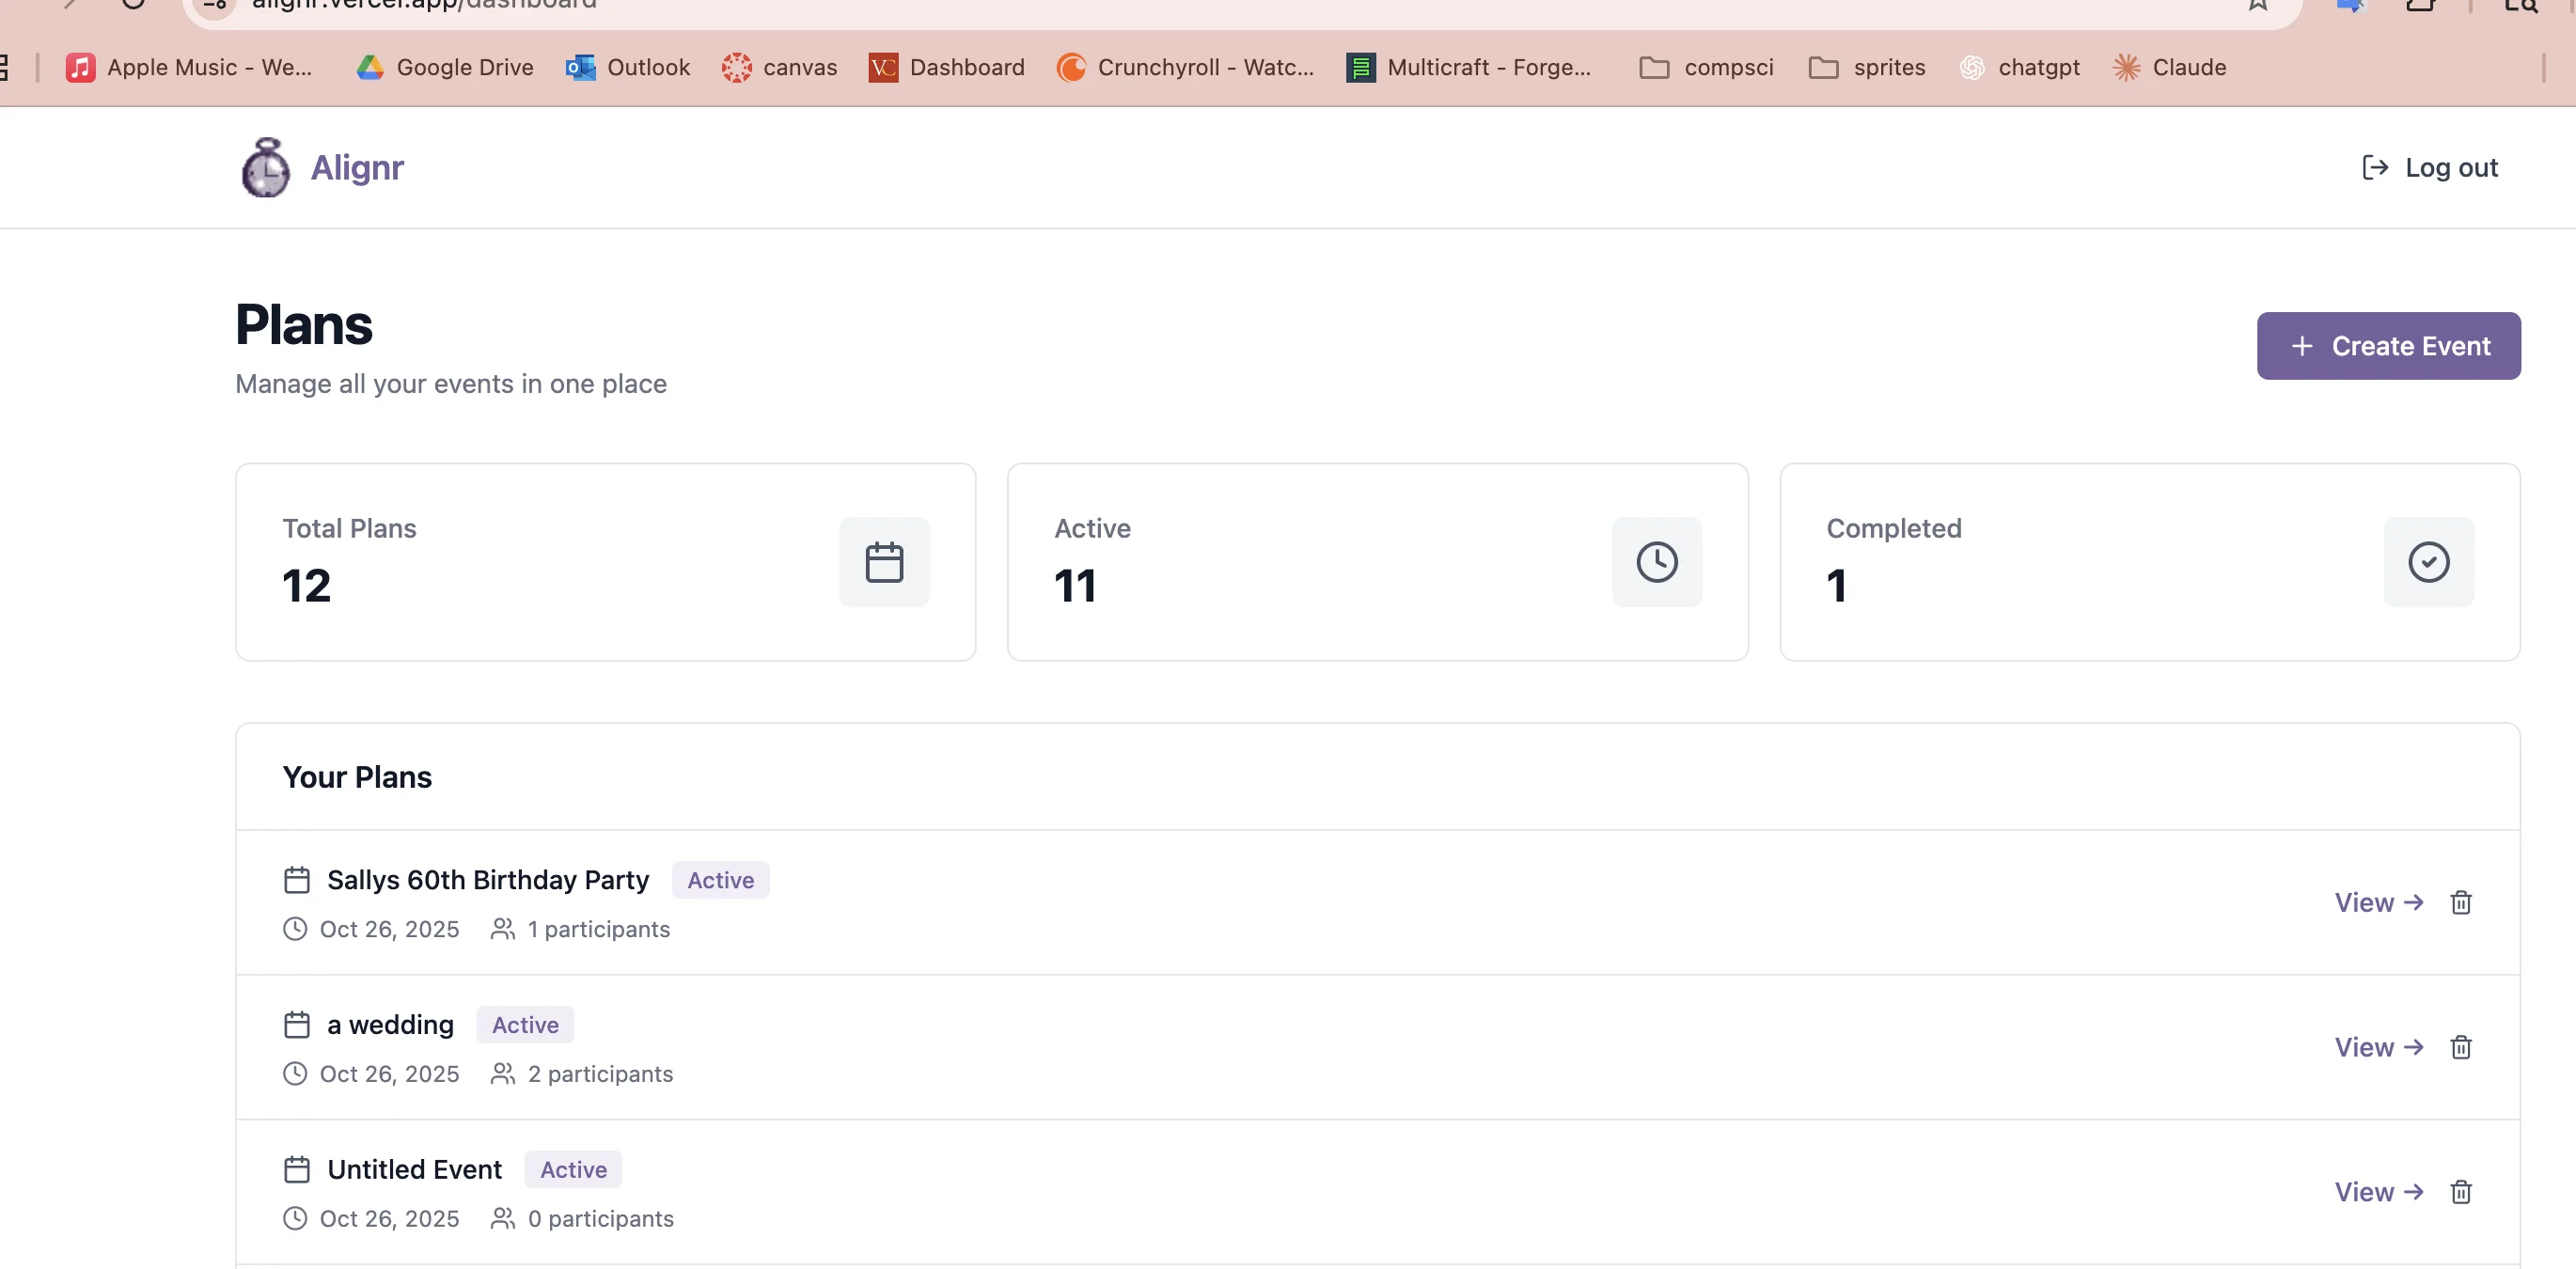 alignr.vercel.app/dashboard
Apple Music - We... Google Drive Outlook canvas Dashboard Crunchyroll - Watc... Multicraft - Forge... compsci sprites chatgpt Claude
Alignr
Log out
Plans
Manage all your events in one place
+ Create Event
Total Plans
12
Active
11
Completed
1
Your Plans
Sallys 60th Birthday Party Active
Oct 26, 2025 1 participants
View →
a wedding Active
Oct 26, 2025 2 participants
View →
Untitled Event Active
Oct 26, 2025 0 participants
View →